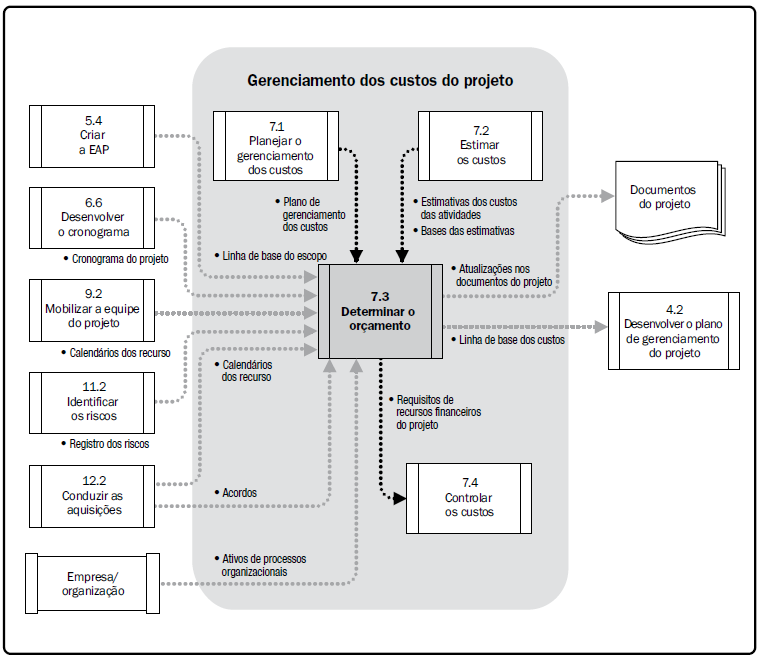 Gerenciamento dos custos do projeto
5.4
Criar
a EAP
7.1
Planejar o
gerenciamento
dos custos
7.2
Estimar
os custos
6.6
Desenvolver
o cronograma
• Cronograma do projeto
• Plano de
gerenciamento
dos custos
• Estimativas dos custos
das atividades
• Bases das estimativas
Documentos
do projeto
• Linha de base do escopo
9.2
Mobilizar a equipe
do projeto
• Calendários dos recurso
7.3
Determinar o
orçamento
• Atualizações nos
documentos do projeto
• Linha de base dos custos
4.2
Desenvolver o plano
de gerenciamento
do projeto
11.2
Identificar
os riscos
• Registro dos riscos
• Calendários
dos recurso
• Requisitos de
recursos financeiros
do projeto
12.2
Conduzir as
aquisições
• Acordos
7.4
Controlar
os custos
Empresa/
organização
• Ativos de processos
organizacionais